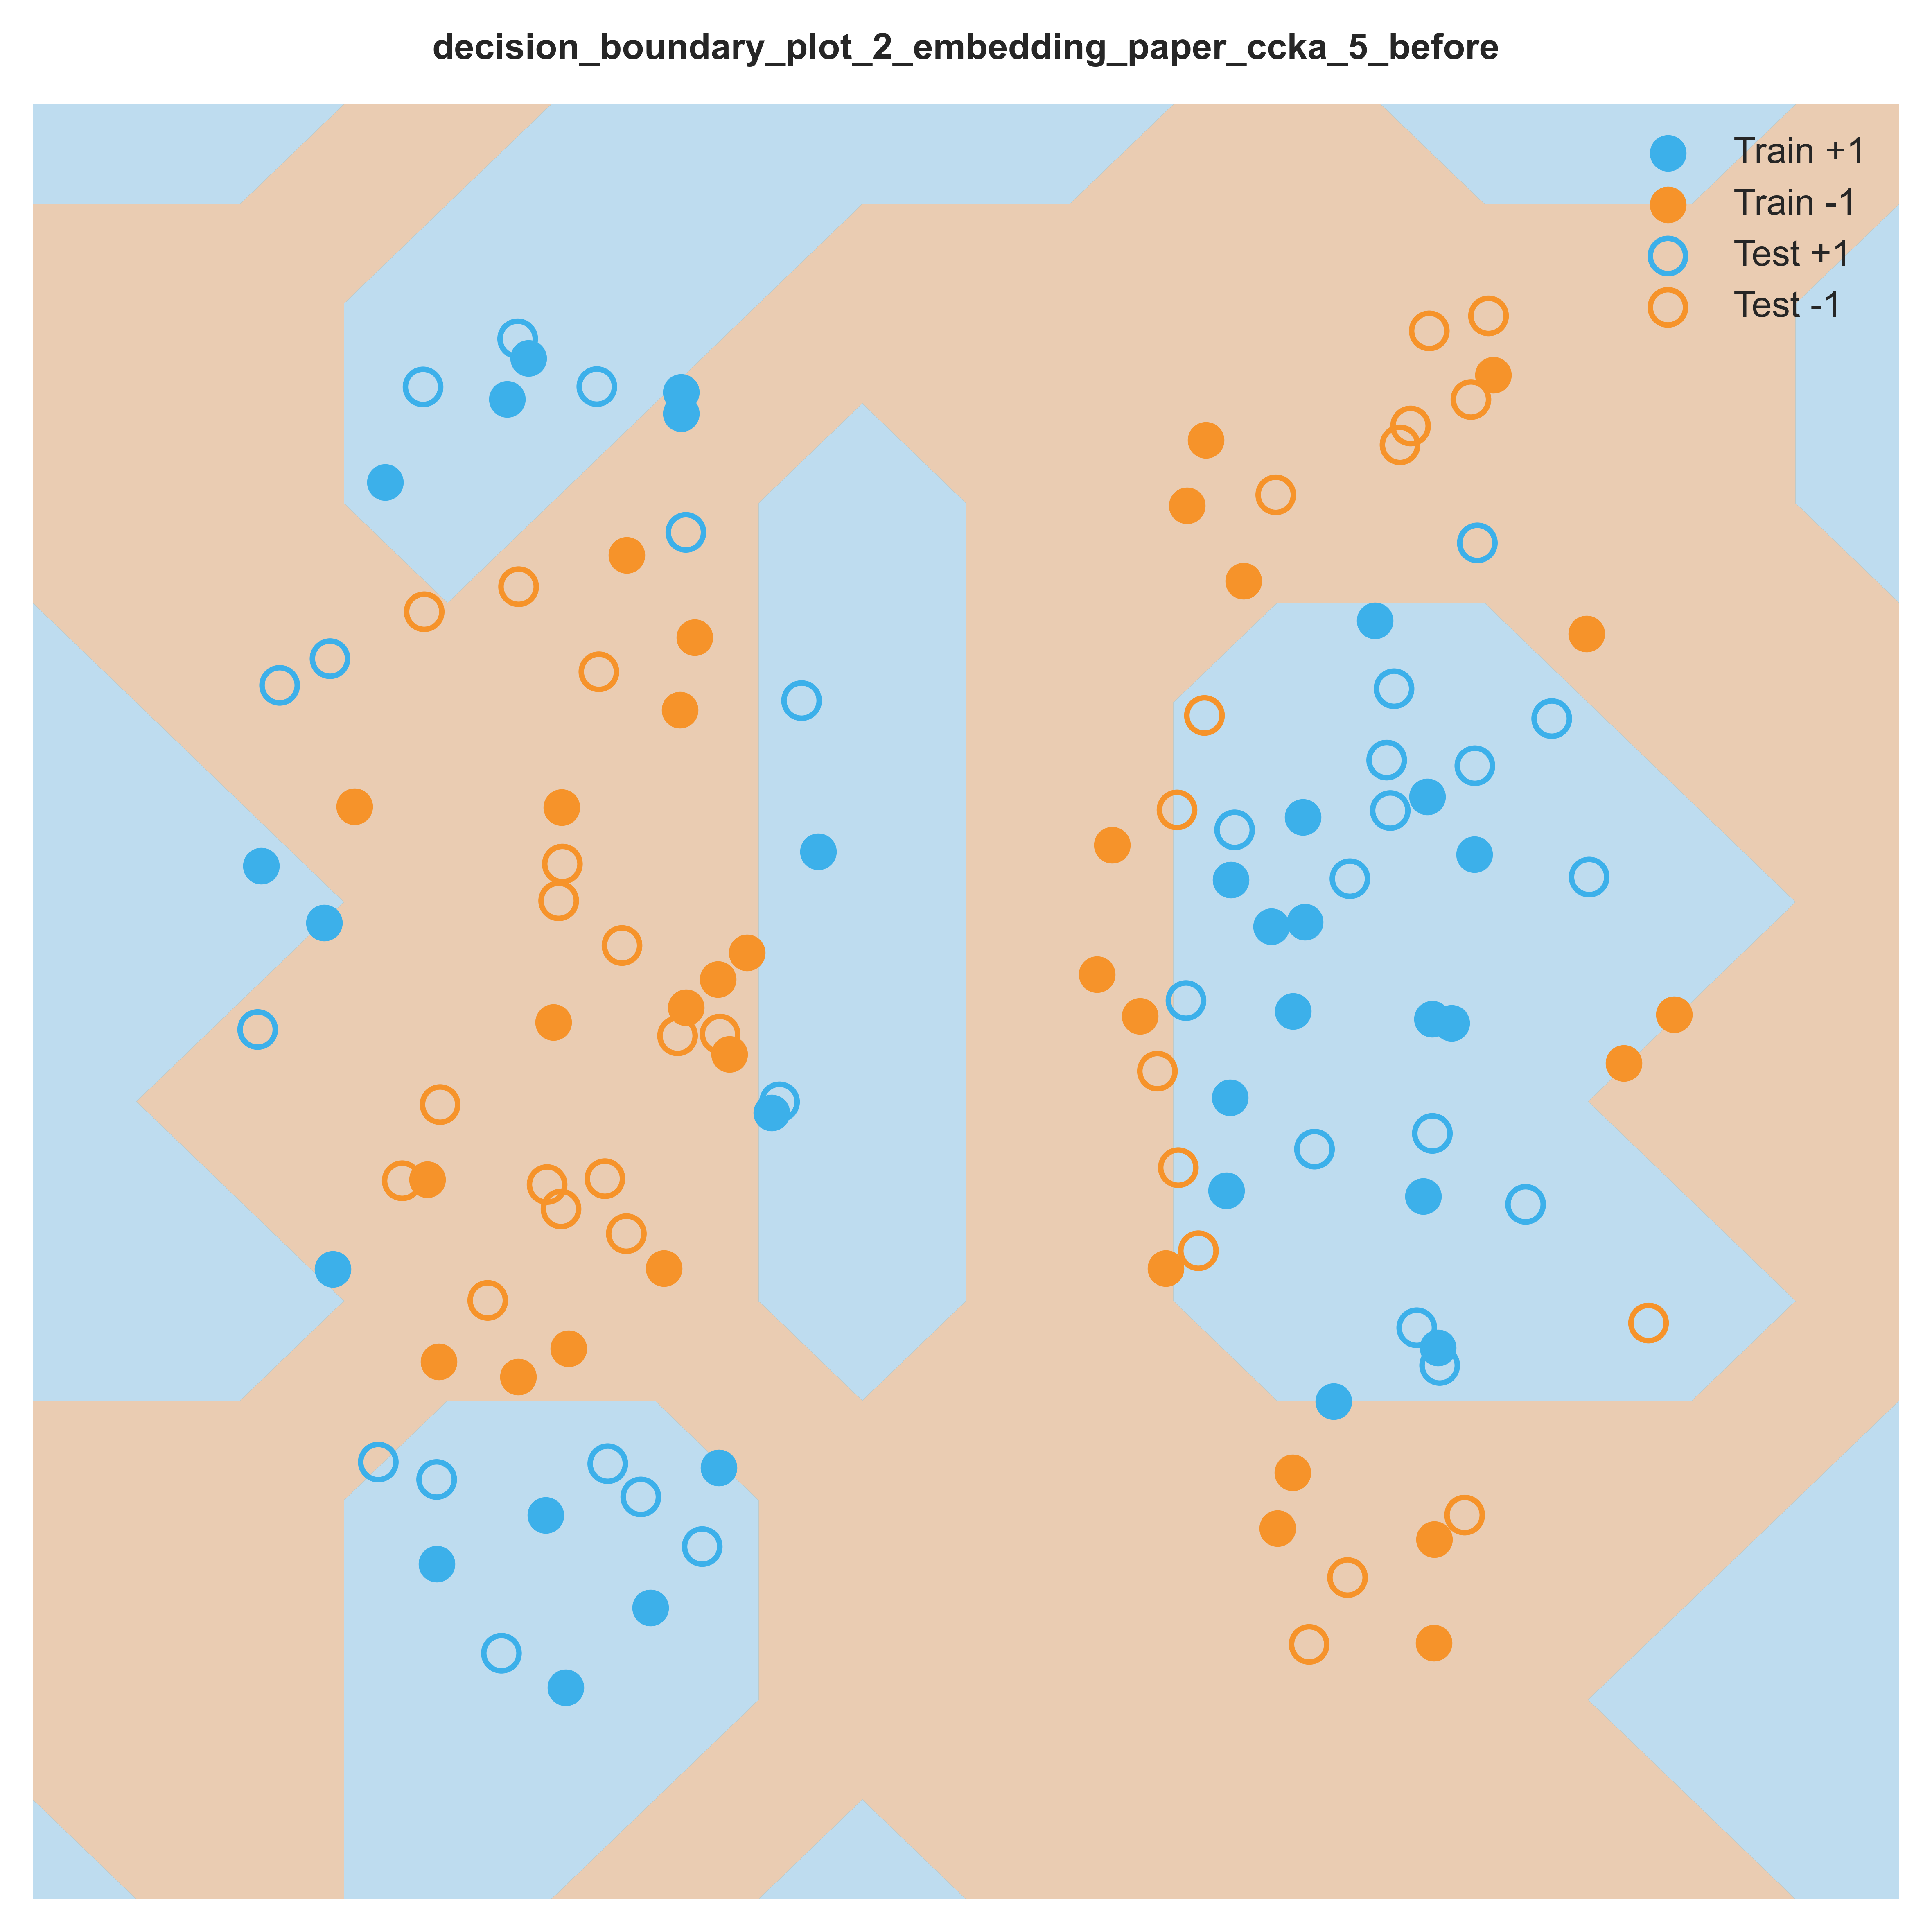 decision_boundary_plot_2_embedding_paper_ccka_5_before
Train +1
Train -1
Test +1
Test -1